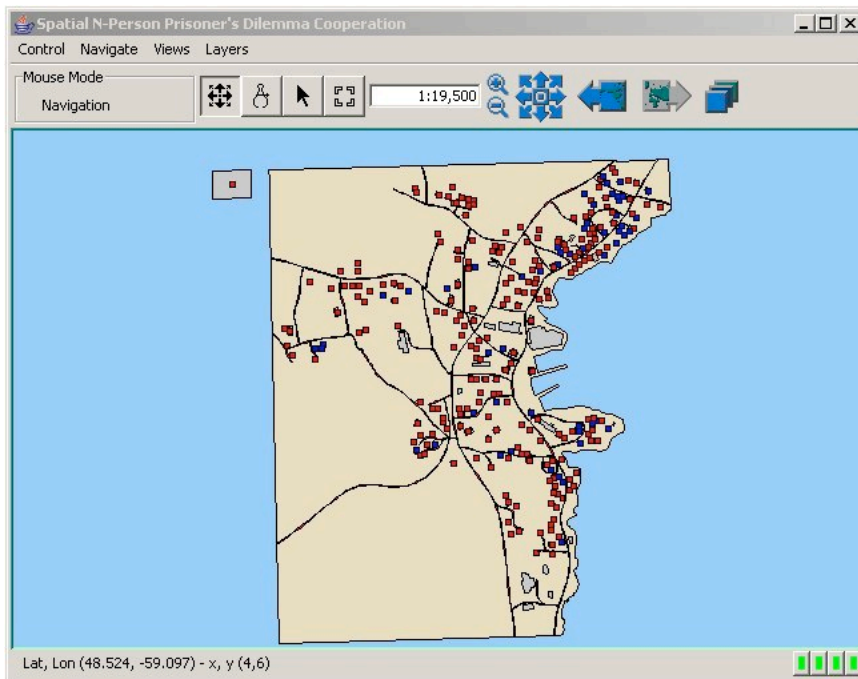 Spatial N-Person Prisoner's Dilemma Cooperation
Control Navigate Views Layers
Mouse Mode
Navigation
1:19,500
Lat, Lon (48.524, -59.097) - x, y (4,6)